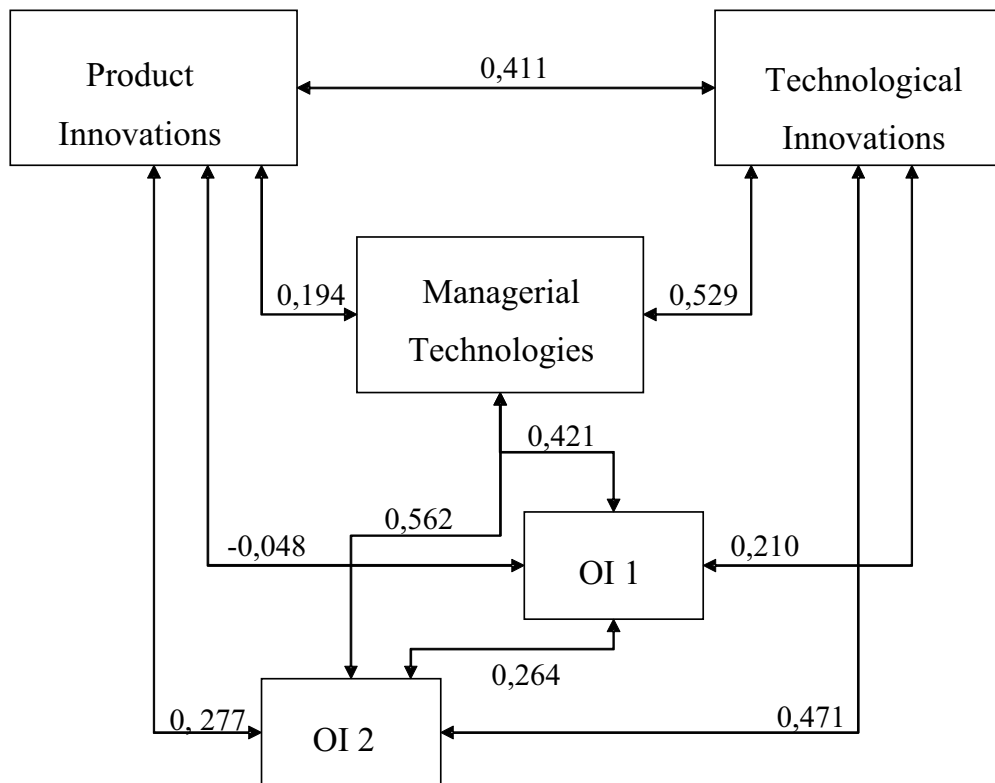 0,411
Product
Innovations
Technological
Innovations
0,194
Managerial
Technologies
0,529
0,421
0,562
-0,048
OI 1
0,210
0,264
0, 277
OI 2
0,471